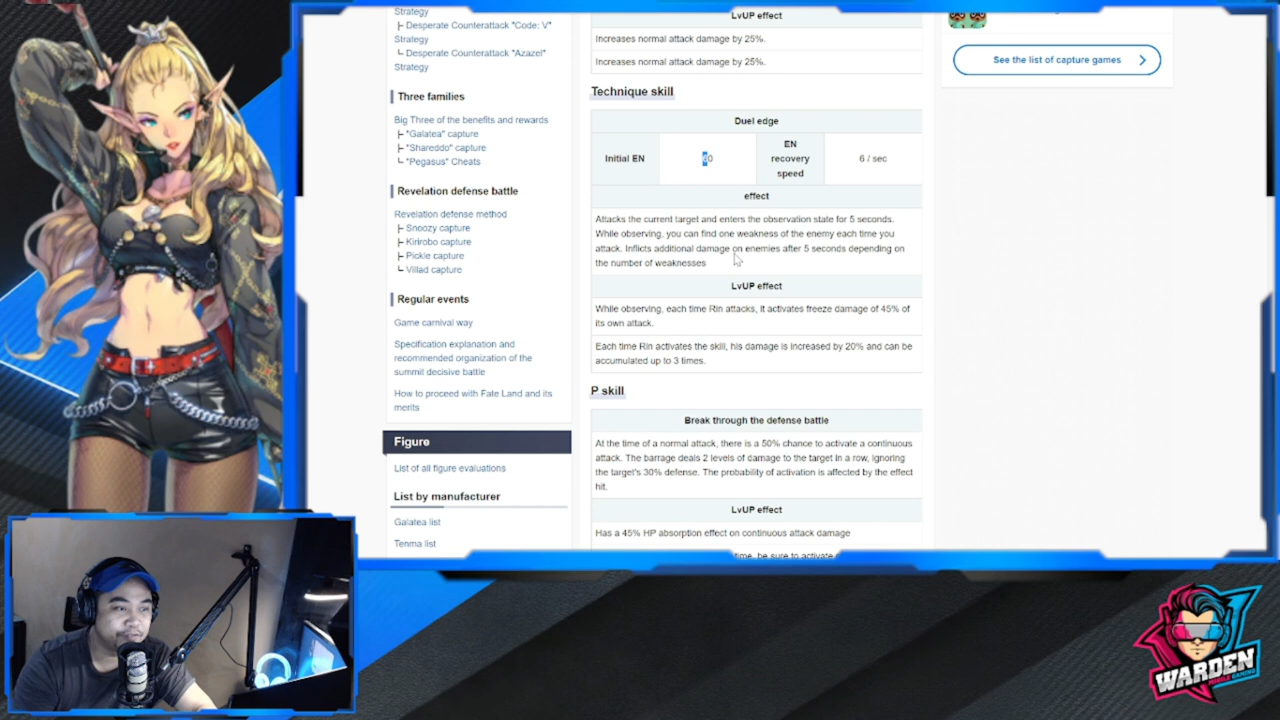 Strategy
├ Desperate Counterattack "Code: V"
Strategy
└ Desperate Counterattack "Azazel"
Strategy
Three families
Big Three of the benefits and rewards
├ "Galatea" capture
├ "Shareddo" capture
└ "Pegasus" Cheats
Revelation defense battle
Revelation defense method
├ Snoozy capture
├ Kirirobo capture
├ Pickle capture
└ Villad capture
Regular events
Game carnival way
Specification explanation and
recommended organization of the
summit decisive battle
How to proceed with Fate Land and its
merits
Figure
List of all figure evaluations
List by manufacturer
Galatea list
Tenma list
LvUP effect
Increases normal attack damage by 25%.
Increases normal attack damage by 25%.
Technique skill
Duel edge
Initial EN
EN
recovery
speed
6 / sec
effect
Attacks the current target and enters the observation state for 5 seconds.
While observing, you can find one weakness of the enemy each time you
attack. Inflicts additional damage on enemies after 5 seconds depending on
the number of weaknesses
LvUP effect
While observing, each time Rin attacks, it activates freeze damage of 45% of
its own attack.
Each time Rin activates the skill, his damage is increased by 20% and can be
accumulated up to 3 times.
P skill
Break through the defense battle
At the time of a normal attack, there is a 50% chance to activate a continuous
attack. The barrage deals 2 levels of damage to the target in a row, ignoring
the target's 30% defense. The probability of activation is affected by the effect
hit.
LvUP effect
Has a 45% HP absorption effect on continuous attack damage
time, be sure to activate
See the list of capture games
WARDEN
MOBILE GAMING